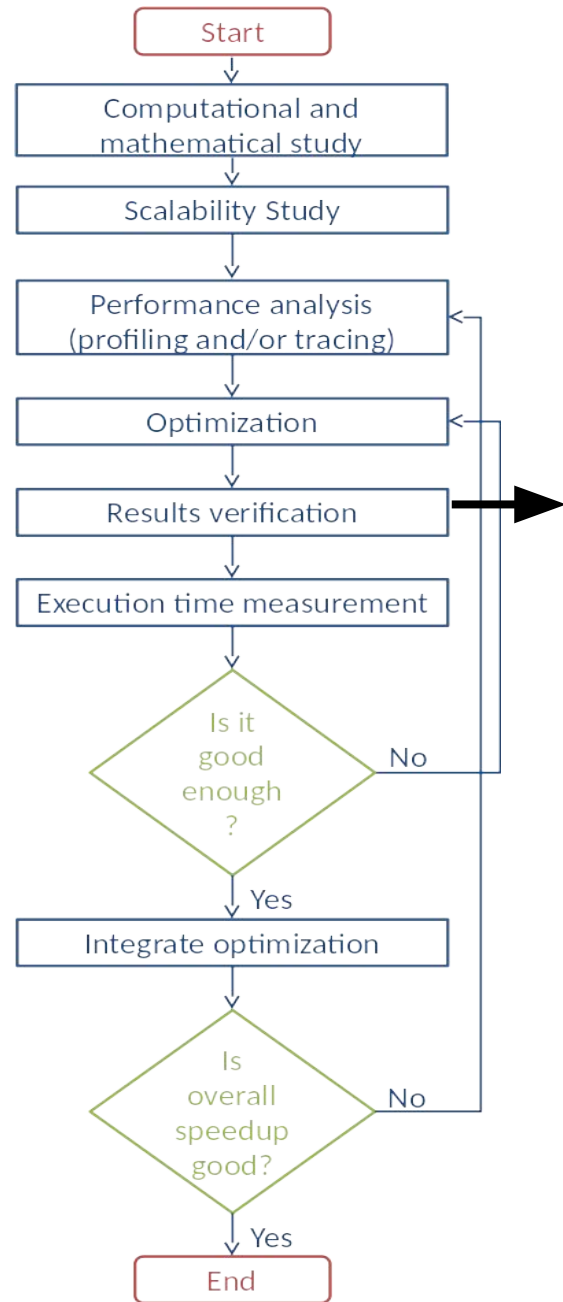 Start
Computational and
mathematical study
Scalability Study
Performance analysis
(profiling and/or tracing)
Optimization
Results verification
Execution time measurement
Is it
good
enough
?
No
Yes
Integrate optimization
Is
overall
speedup
good?
No
Yes
End